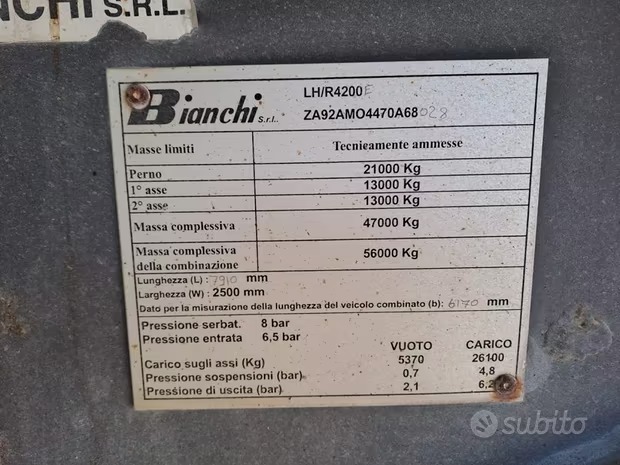 NCHI S.R.L.
Bianchi S.r.l..
LH/R4200E
ZA92AMO4470A68028
Masse limiti Tecnicamente ammesse
Perno 21000 Kg
1° asse 13000 Kg
2° asse 13000 Kg
Massa complessiva 47000 Kg
Massa complessiva
della combinazione 56000 Kg
Lunghezza (L) : 7910 mm
Larghezza (W) = 2500 mm
Dato per la misurazione della lunghezza del veicolo combinato (b): 6170 mm
Pressione serbat. 8 bar
Pressione entrata 6,5 bar
VUOTO CARICO
Carico sugli assi (Kg) 5370 26100
Pressione sospensioni (bar) 0,7 4,8
Pressione di uscita (bar) 2,1 6,2
subito